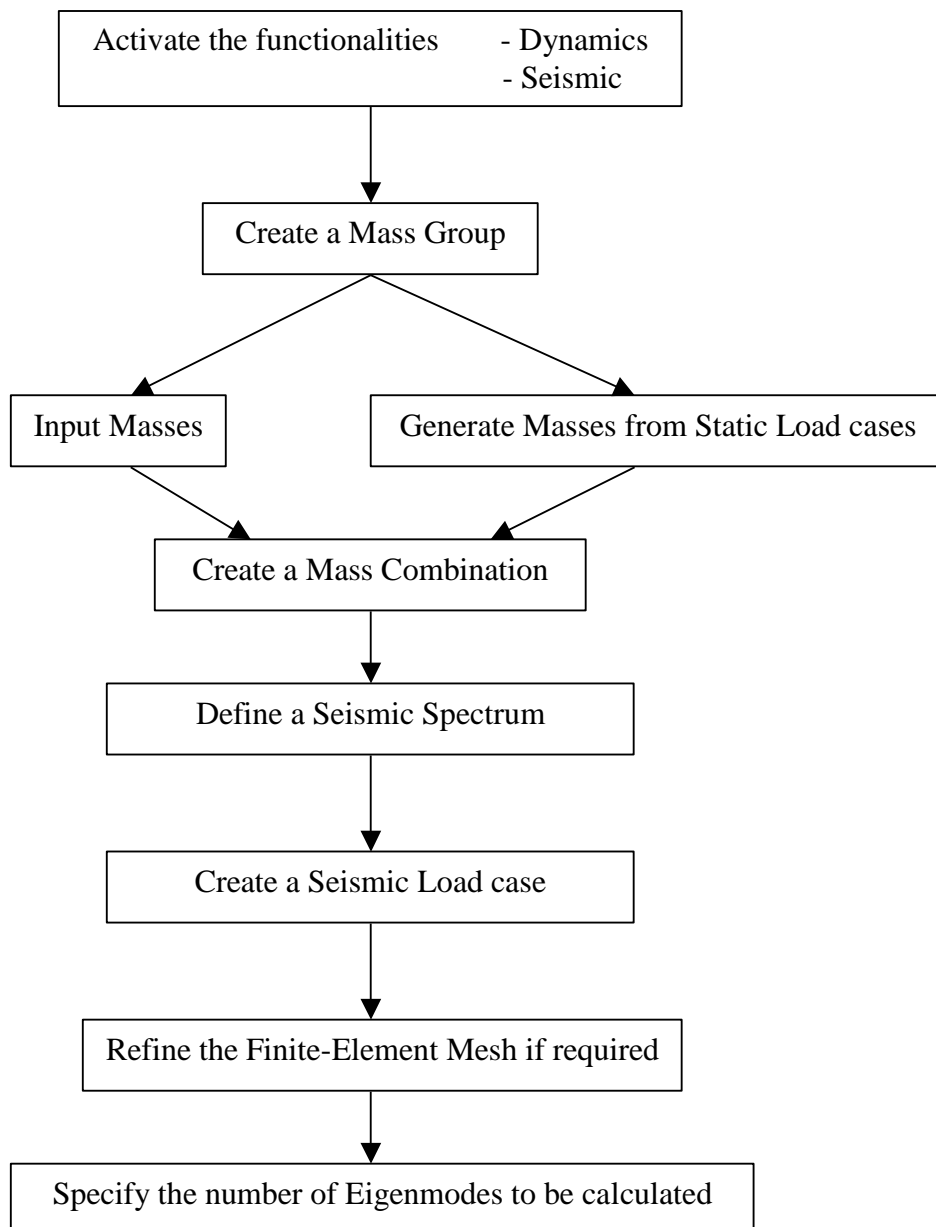 Activate the functionalities - Dynamics
- Seismic
Create a Mass Group
Input Masses
Generate Masses from Static Load cases
Create a Mass Combination
Define a Seismic Spectrum
Create a Seismic Load case
Refine the Finite-Element Mesh if required
Specify the number of Eigenmodes to be calculated